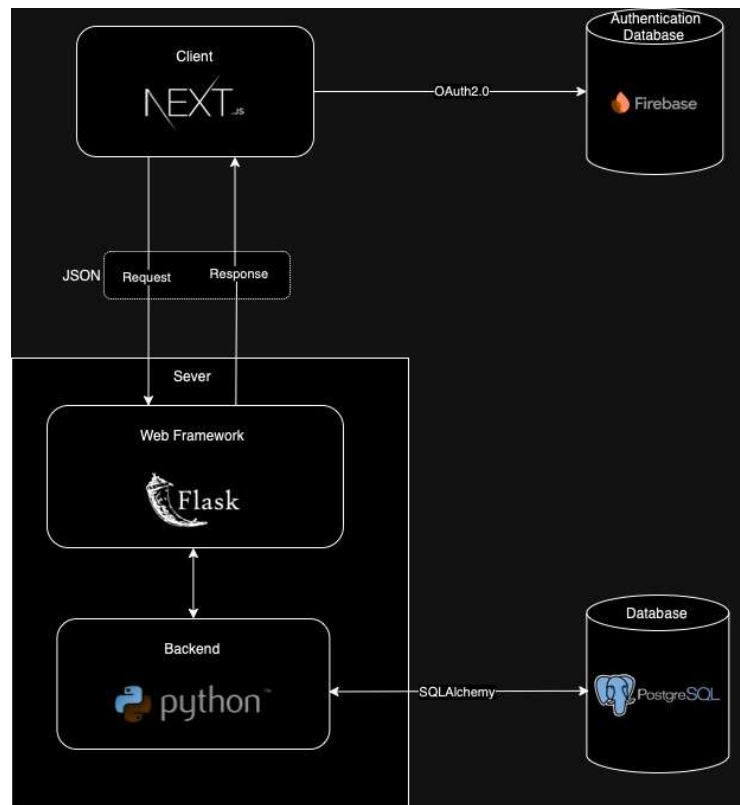 Client
NEXT.JS
Authentication
Database
Firebase
OAuth2.0
JSON
Request
Response
Sever
Web Framework
Flask
Backend
python™
SQLAlchemy
Database
PostgreSQL